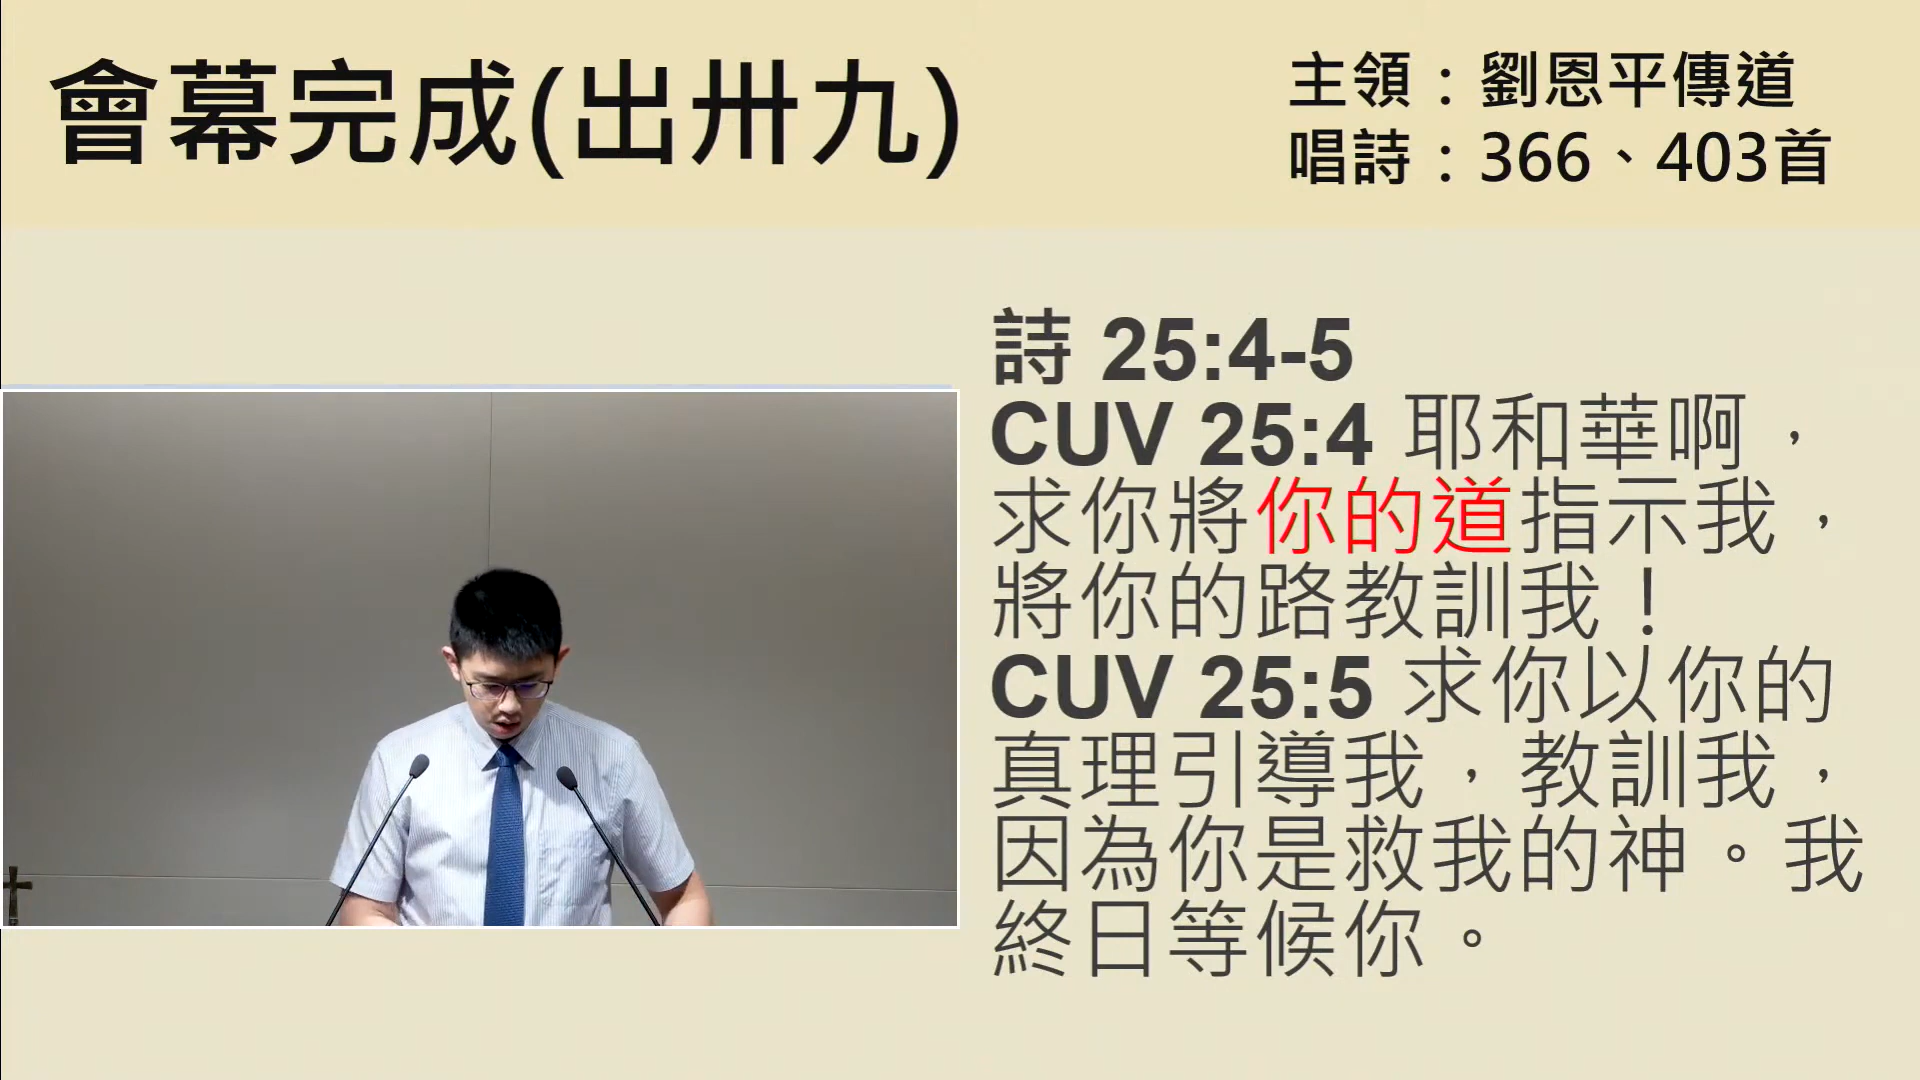 會幕完成(出卅九)
主領：劉恩平傳道
唱詩：366、403首
詩 25:4-5
CUV 25:4 耶和華啊，
求你將你的道指示我，
將你的路教訓我！
CUV 25:5 求你以你的
真理引導我，教訓我，
因為你是救我的神。我
終日等候你。